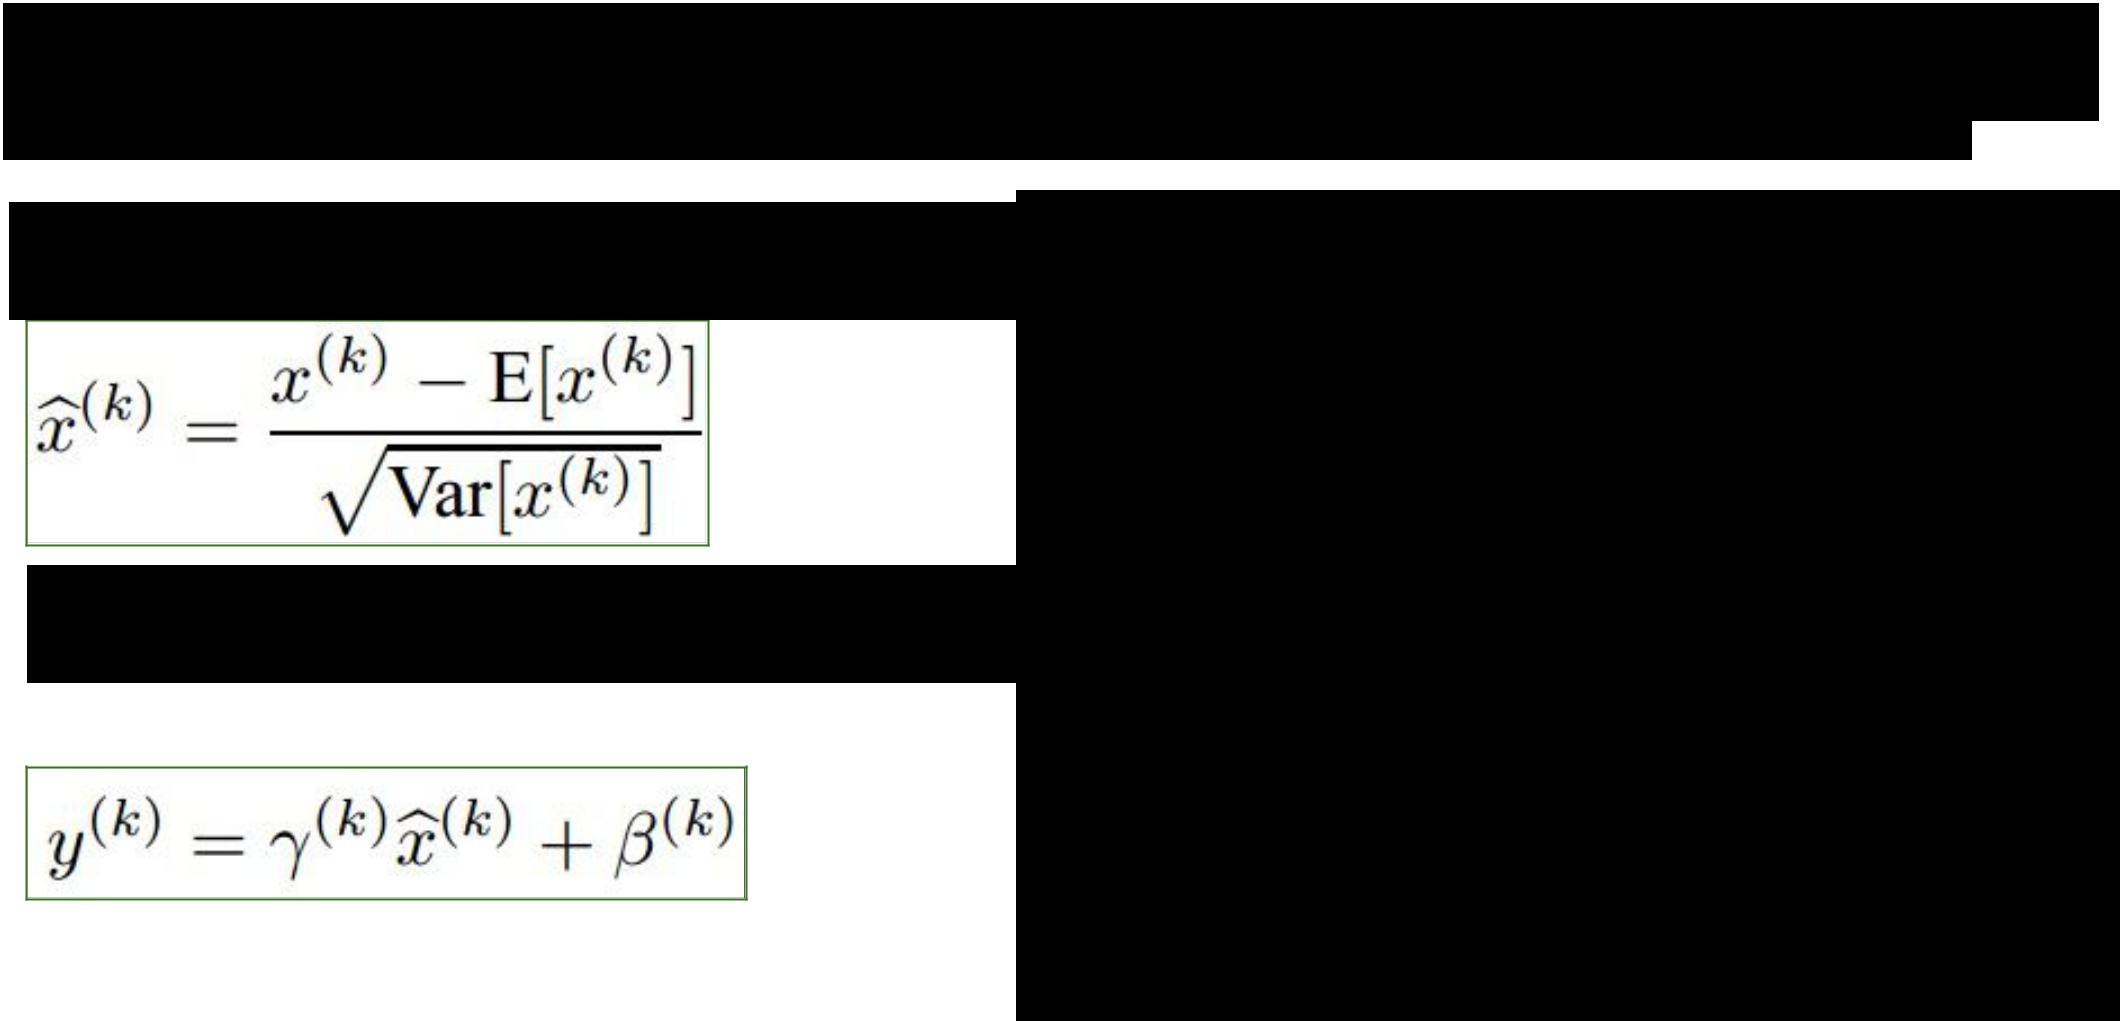 $\widehat{x}^{(k)} = \frac{x^{(k)} - \mathrm{E}[x^{(k)}]}{\sqrt{\mathrm{Var}[x^{(k)}]}}$
$y^{(k)} = \gamma^{(k)} \widehat{x}^{(k)} + \beta^{(k)}$